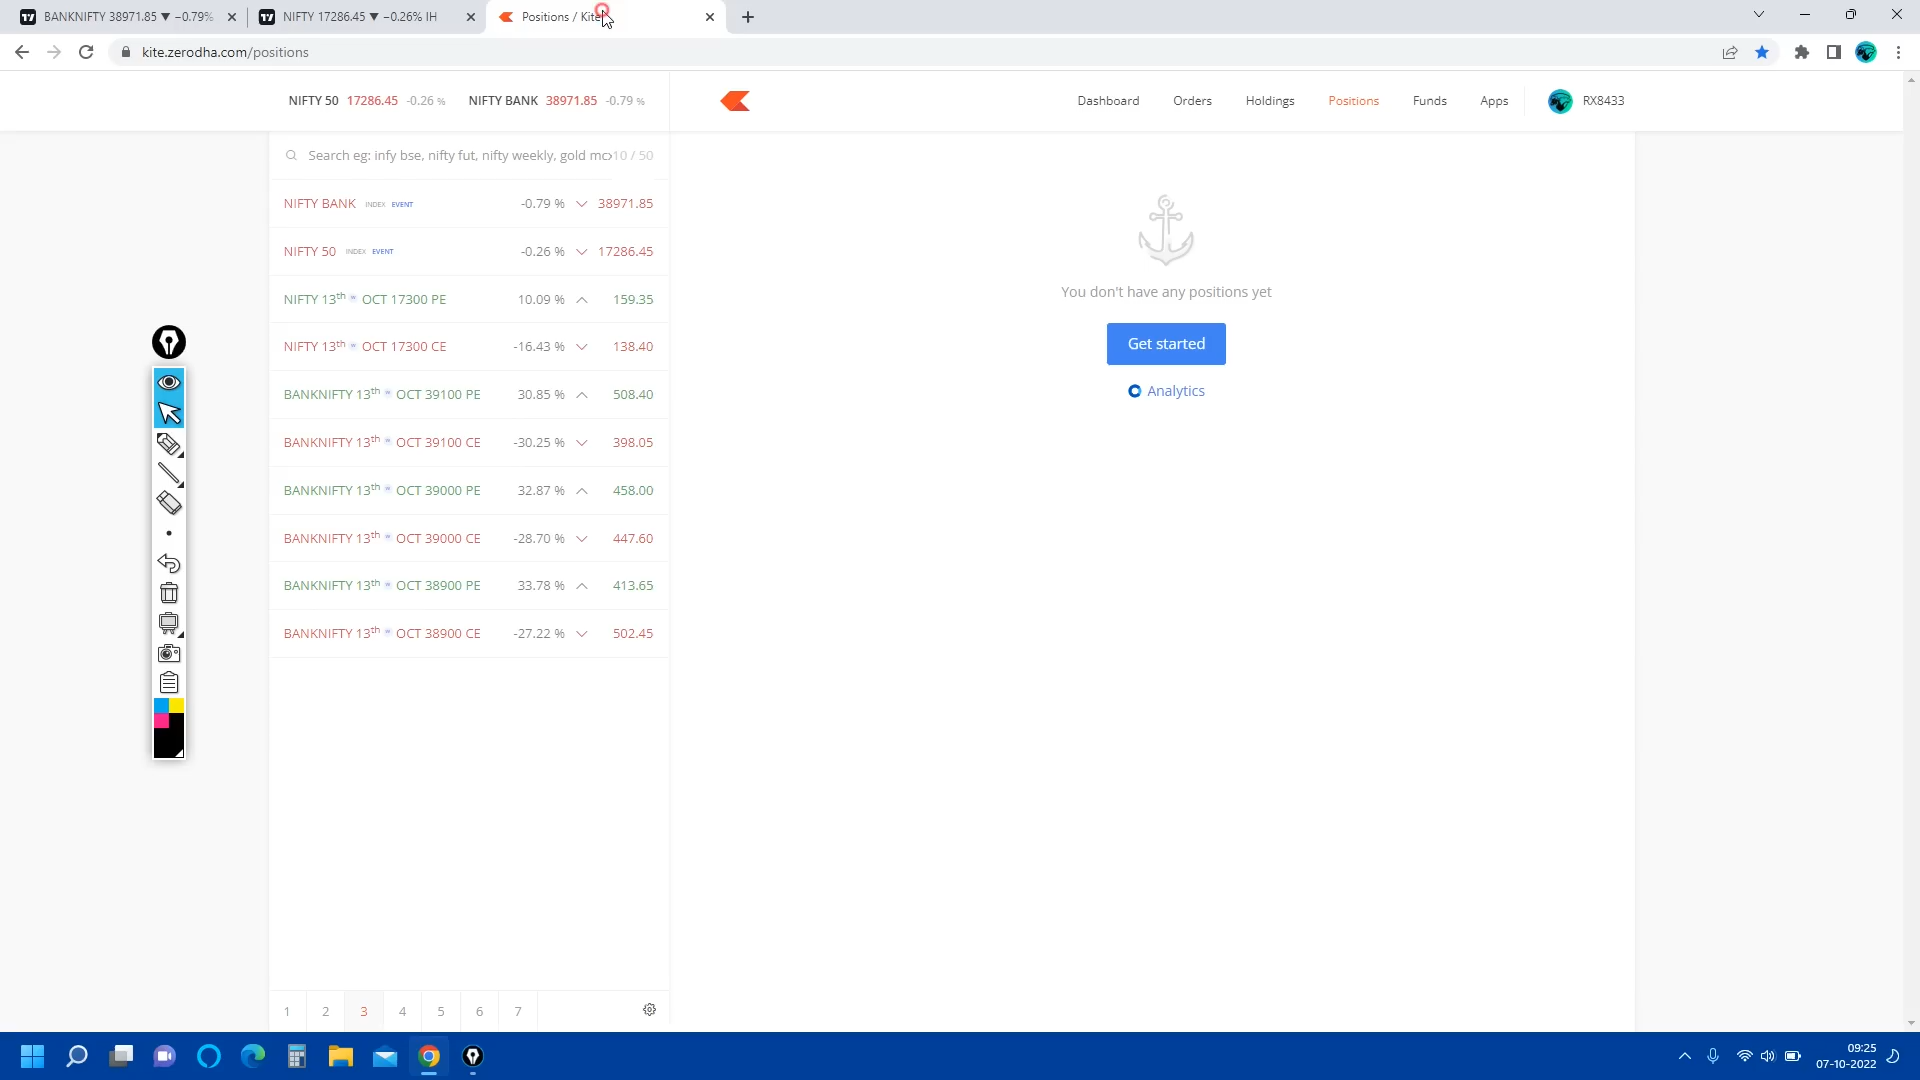 BANKNIFTY 38971.85 ▼ −0.79%
NIFTY 17286.45 ▼ −0.26% IH
Positions / Kite
kite.zerodha.com/positions
NIFTY 50 17286.45 -0.26 %
NIFTY BANK 38971.85 -0.79 %
Dashboard
Orders
Holdings
Positions
Funds
Apps
RX8433
Search eg: infy bse, nifty fut, nifty weekly, gold mcx
10 / 50
NIFTY BANK INDEX EVENT -0.79 % 38971.85
NIFTY 50 INDEX EVENT -0.26 % 17286.45
NIFTY 13th w OCT 17300 PE 10.09 % 159.35
NIFTY 13th w OCT 17300 CE -16.43 % 138.40
BANKNIFTY 13th w OCT 39100 PE 30.85 % 508.40
BANKNIFTY 13th w OCT 39100 CE -30.25 % 398.05
BANKNIFTY 13th w OCT 39000 PE 32.87 % 458.00
BANKNIFTY 13th w OCT 39000 CE -28.70 % 447.60
BANKNIFTY 13th w OCT 38900 PE 33.78 % 413.65
BANKNIFTY 13th w OCT 38900 CE -27.22 % 502.45
You don't have any positions yet
Get started
Analytics
1 2 3 4 5 6 7
09:25
07-10-2022